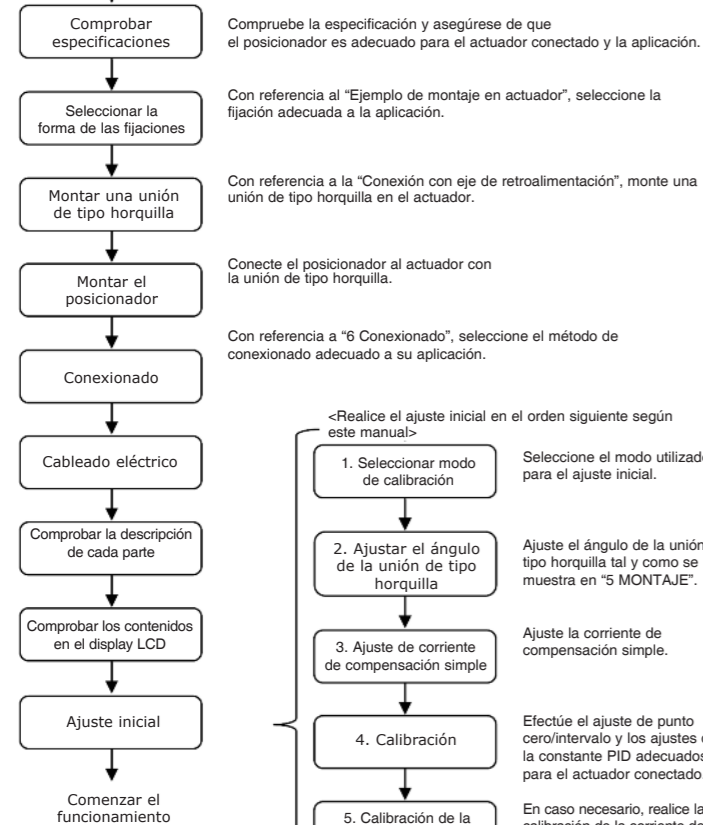 Comprobar
especificaciones
Compruebe la especificación y asegúrese de que
el posicionador es adecuado para el actuador conectado y la aplicación.
Seleccionar la
forma de las fijaciones
Con referencia al “Ejemplo de montaje en actuador”, seleccione la
fijación adecuada a la aplicación.
Montar una unión
de tipo horquilla
Con referencia a la “Conexión con eje de retroalimentación”, monte una
unión de tipo horquilla en el actuador.
Montar el
posicionador
Conecte el posicionador al actuador con
la unión de tipo horquilla.
Conexionado
Con referencia a “6 Conexionado”, seleccione el método de
conexionado adecuado a su aplicación.
Cableado eléctrico
Comprobar la descripción
de cada parte
Comprobar los contenidos
en el display LCD
Ajuste inicial
Comenzar el
funcionamiento
<Realice el ajuste inicial en el orden siguiente según
este manual>
1. Seleccionar modo
de calibración
Seleccione el modo utilizado
para el ajuste inicial.
2. Ajustar el ángulo
de la unión de tipo
horquilla
Ajuste el ángulo de la unión
tipo horquilla tal y como se
muestra en “5 MONTAJE”.
3. Ajuste de corriente
de compensación simple
Ajuste la corriente de
compensación simple.
4. Calibración
Efectúe el ajuste de punto
cero/intervalo y los ajustes
la constante PID adecuados
para el actuador conectado
5. Calibración de la
En caso necesario, realice la
calibración de la corriente de